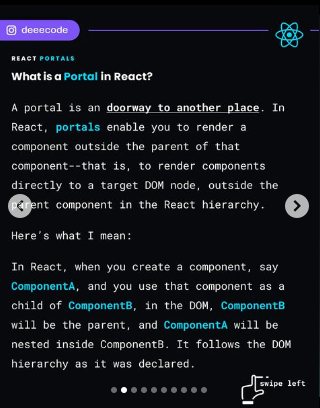 deeecode
REACT PORTALS
What is a Portal in React?
A portal is an doorway to another place. In
React, portals enable you to render a
component outside the parent of that
component--that is, to render components
directly to a target DOM node, outside the
parent component in the React hierarchy.
Here's what I mean:
In React, when you create a component, say
ComponentA, and you use that component as a
child of ComponentB, in the DOM, ComponentB
will be the parent, and ComponentA will be
nested inside ComponentB. It follows the DOM
hierarchy as it was declared.
swipe left